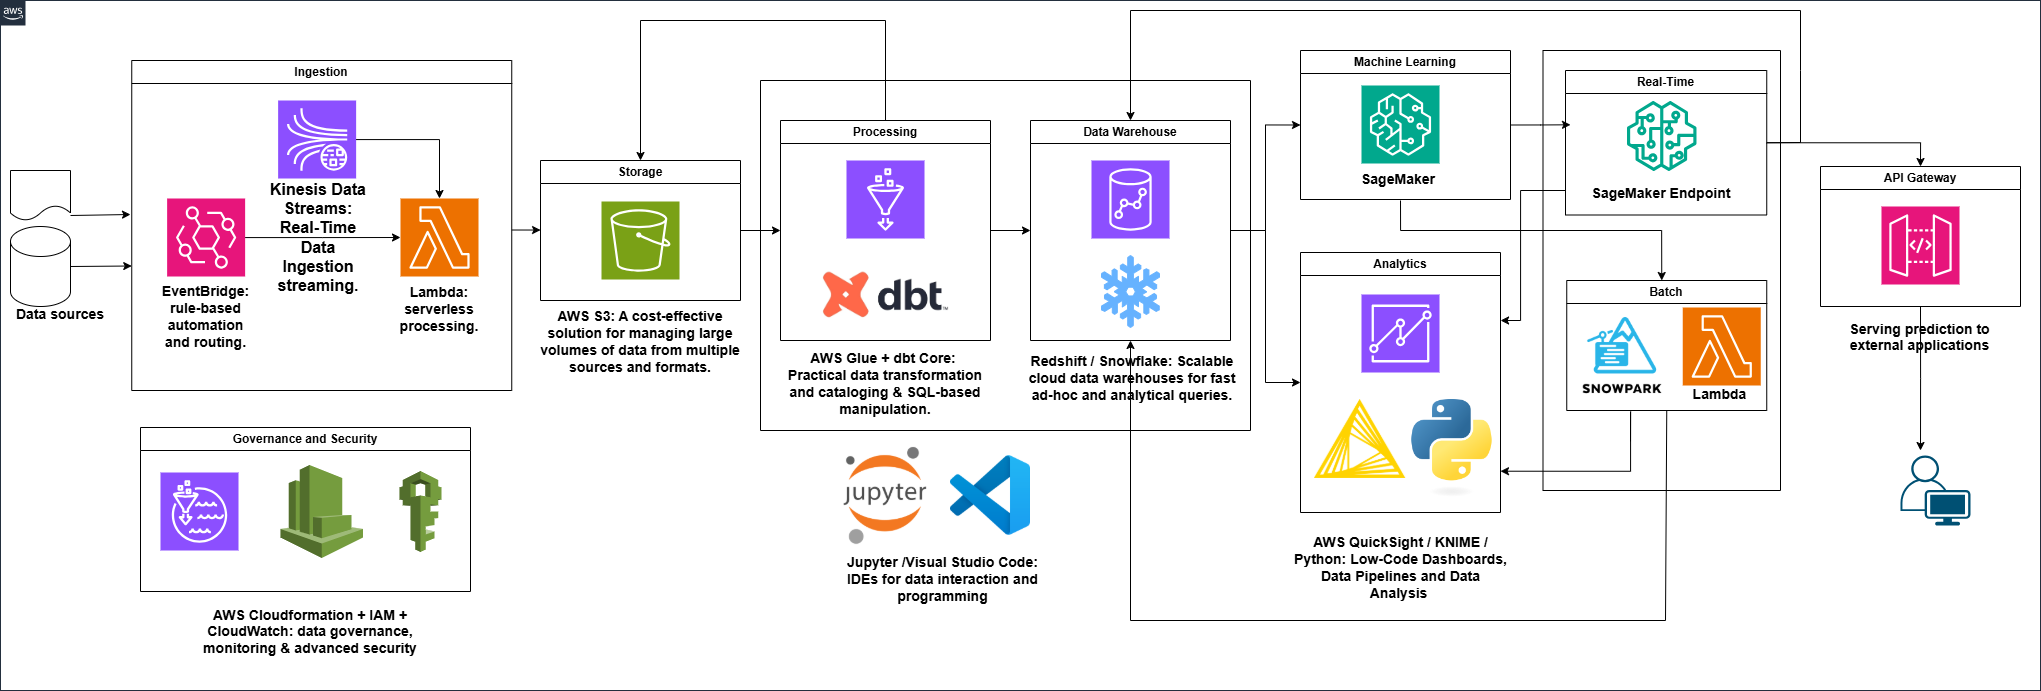 aws
Ingestion
Kinesis Data
Streams:
Real-Time
Data
Ingestion
streaming.
EventBridge:
rule-based
automation
and routing.
Lambda:
serverless
processing.
Data sources
Storage
AWS S3: A cost-effective
solution for managing large
volumes of data from multiple
sources and formats.
Processing
dbt
AWS Glue + dbt Core:
Practical data transformation
and cataloging & SQL-based
manipulation.
Data Warehouse
Redshift / Snowflake: Scalable
cloud data warehouses for fast
ad-hoc and analytical queries.
Machine Learning
SageMaker
Real-Time
SageMaker Endpoint
API Gateway
</>
Serving prediction to
external applications
Analytics
AWS QuickSight / KNIME /
Python: Low-Code Dashboards,
Data Pipelines and Data
Analysis
Batch
SNOWPARK
Lambda
Governance and Security
AWS Cloudformation + IAM +
CloudWatch: data governance,
monitoring & advanced security
jupyter
Jupyter /Visual Studio Code:
IDEs for data interaction and
programming